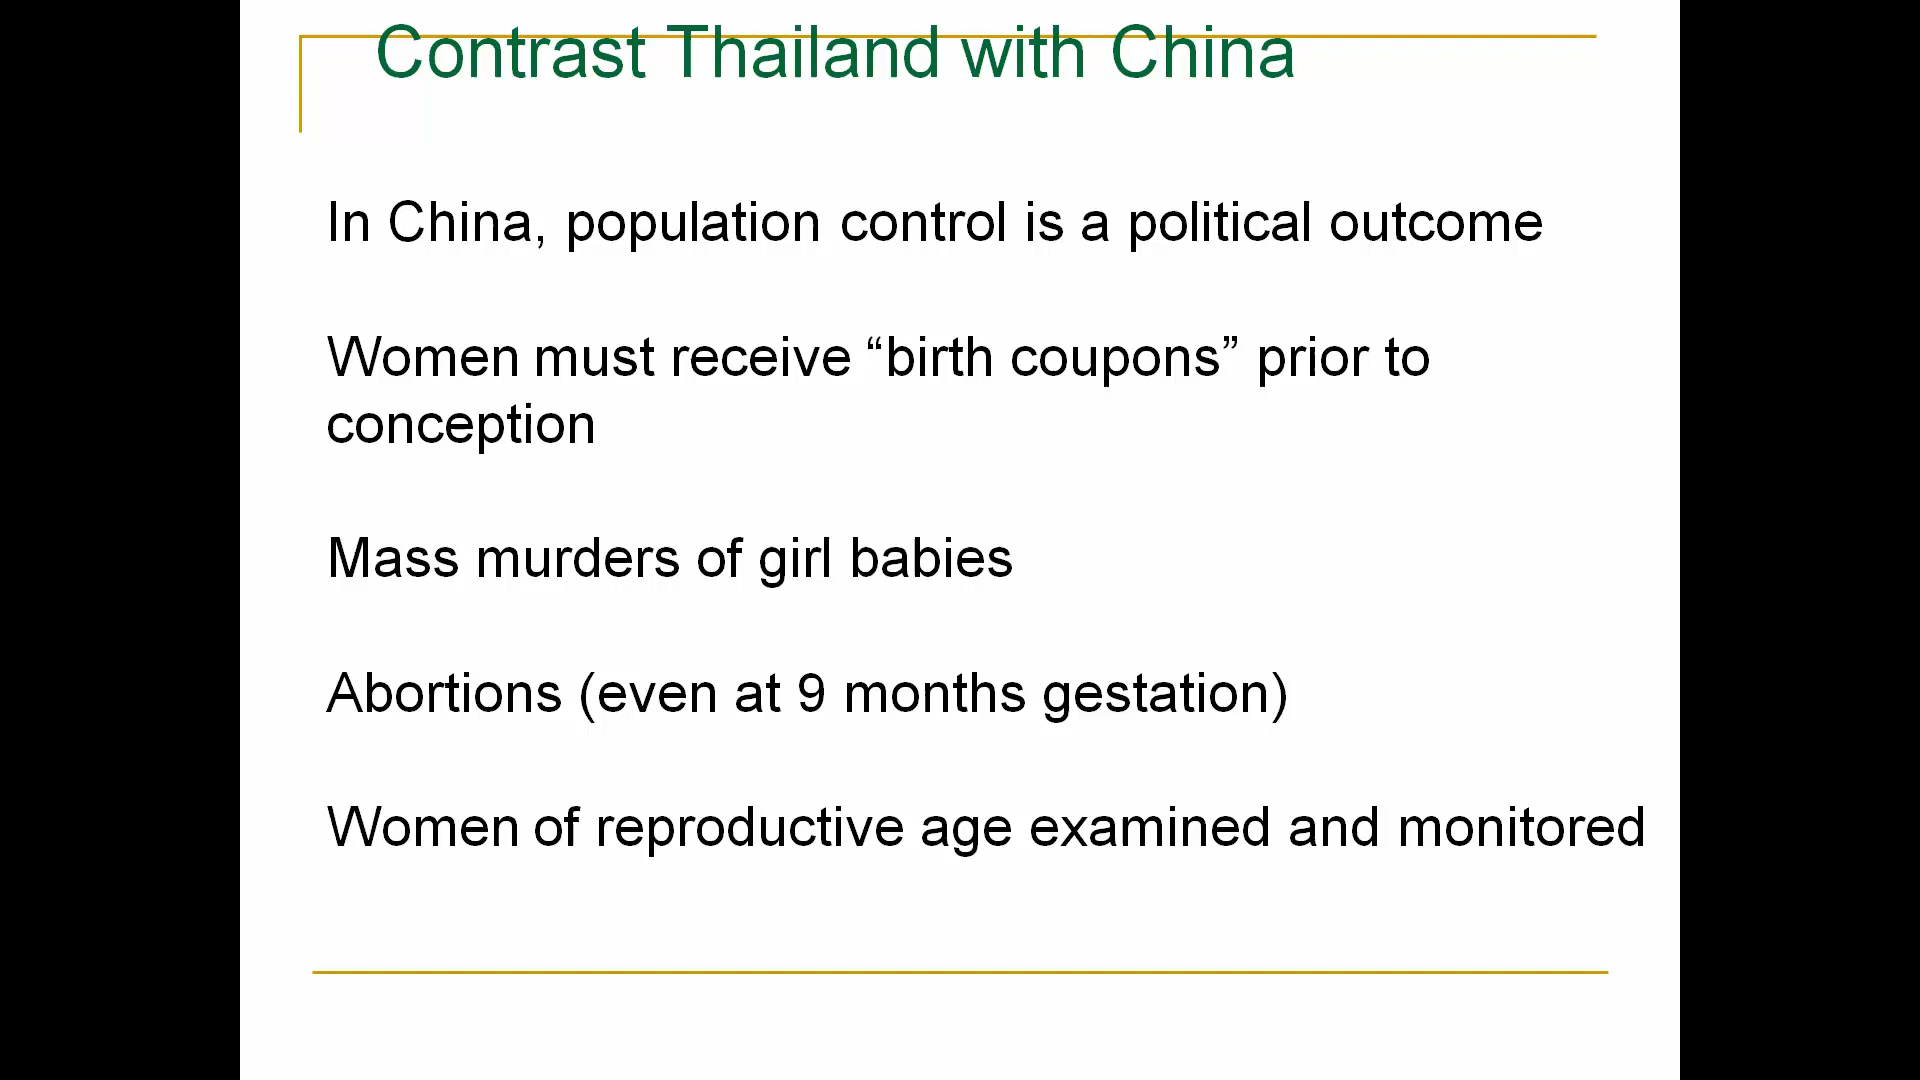 Contrast Thailand with China
In China, population control is a political outcome
Women must receive “birth coupons” prior to
conception
Mass murders of girl babies
Abortions (even at 9 months gestation)
Women of reproductive age examined and monitored